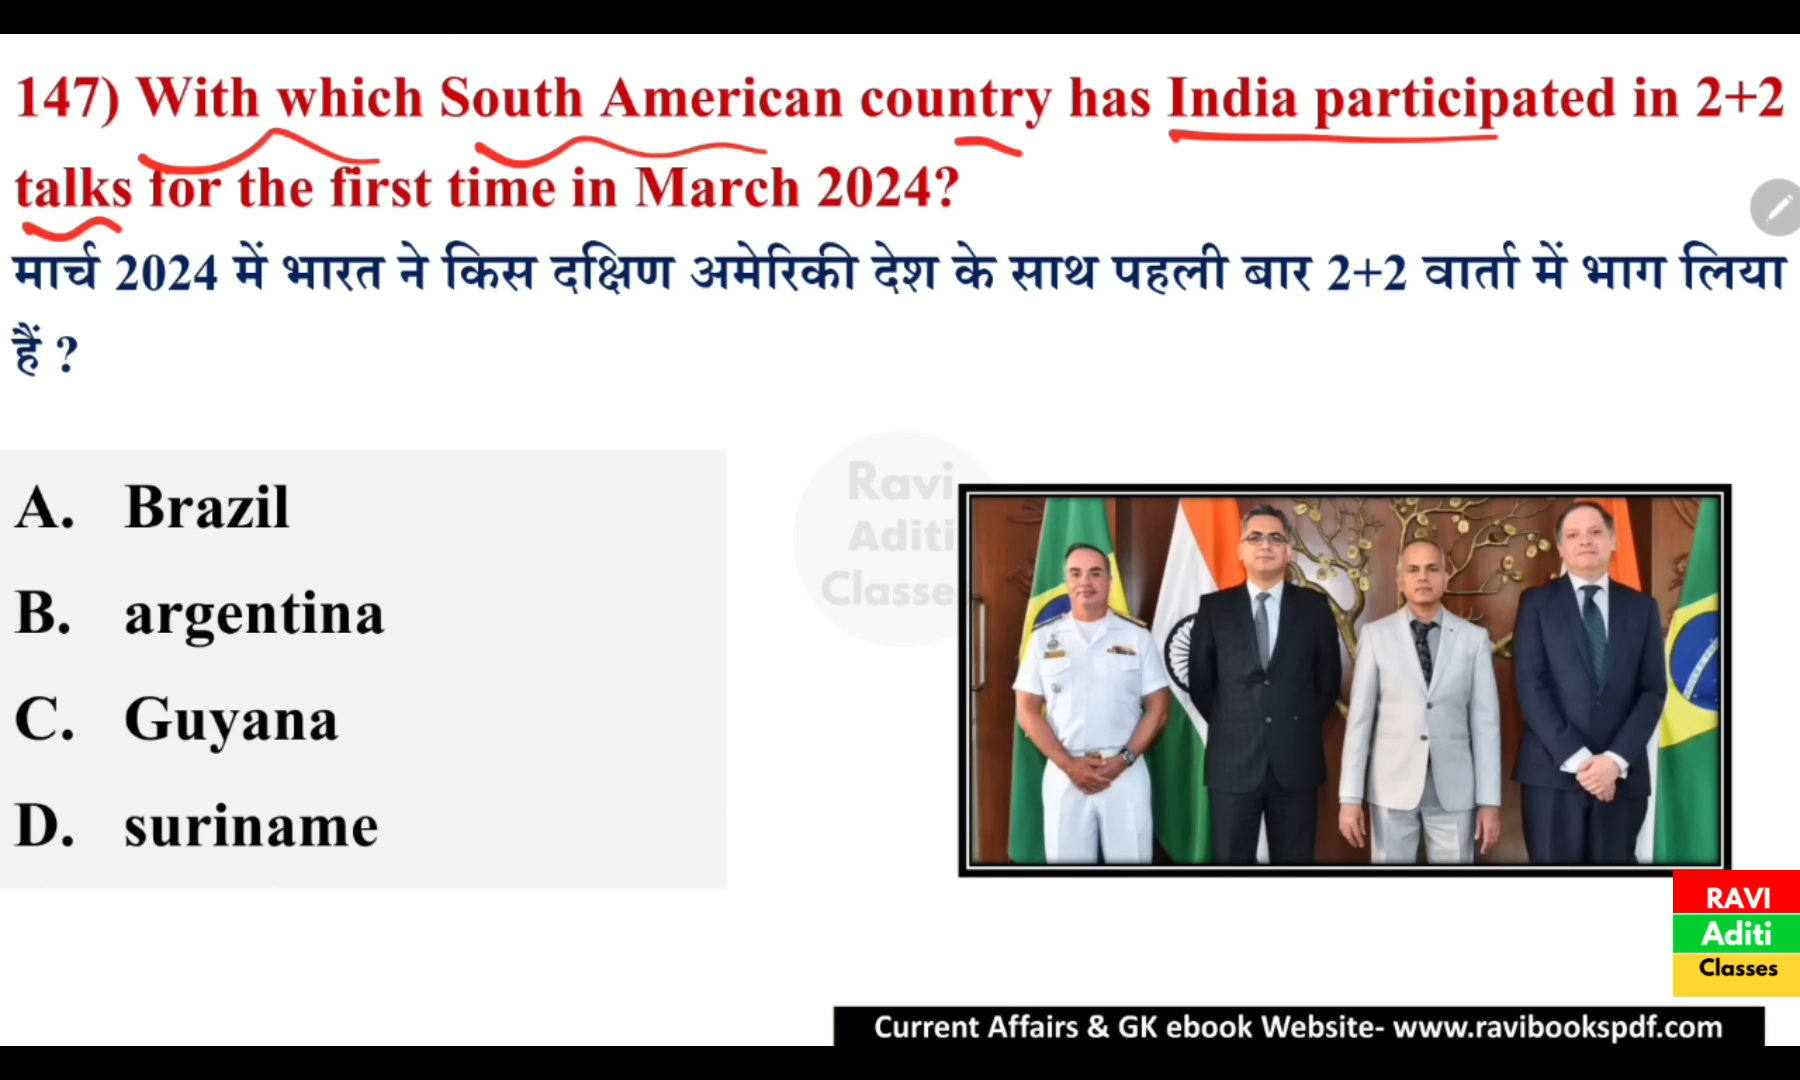 147) With which South American country has India participated in 2+2
talks for the first time in March 2024?
मार्च 2024 में भारत ने किस दक्षिण अमेरिकी देश के साथ पहली बार 2+2 वार्ता में भाग लिया
हैं ?
A. Brazil
B. argentina
C. Guyana
D. suriname
Ravi
Aditi
Classe
RAVI
Aditi
Classes
Current Affairs & GK ebook Website- www.ravibookspdf.com